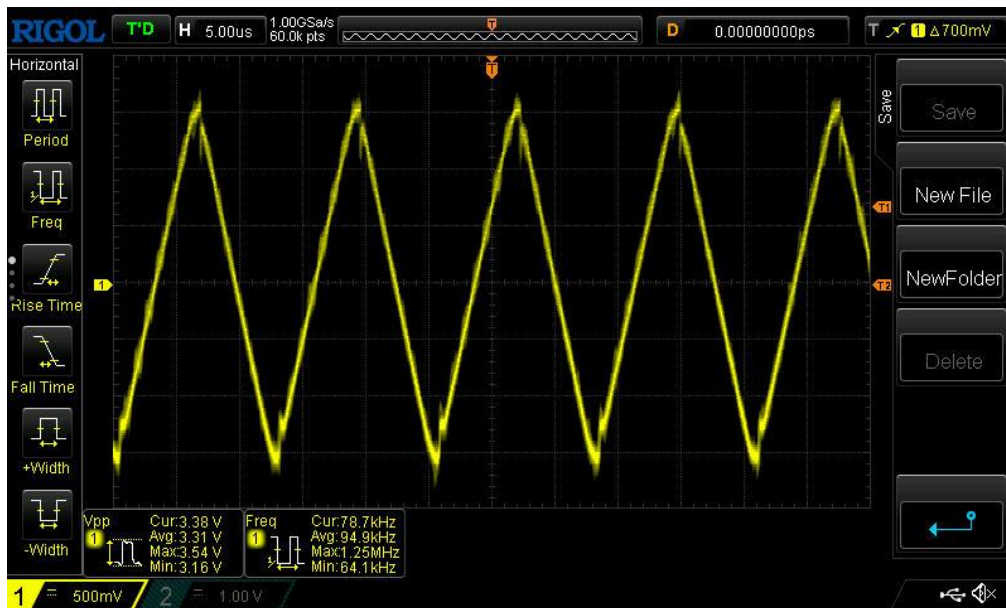 RIGOL T'D H 5.00us 1.00GSa/s 60.0k pts T D 0.00000000ps T 1 Δ700mV
Horizontal
Period
Freq
Rise Time
Fall Time
+Width
-Width
T
1
T1
T2
Save
Save
New File
NewFolder
Delete
Vpp
1
Cur:3.38 V
Avg:3.31 V
Max:3.54 V
Min:3.16 V
Freq
1
Cur:78.7kHz
Avg:94.9kHz
Max:1.25MHz
Min:64.1kHz
1 500mV 2 1.00 V